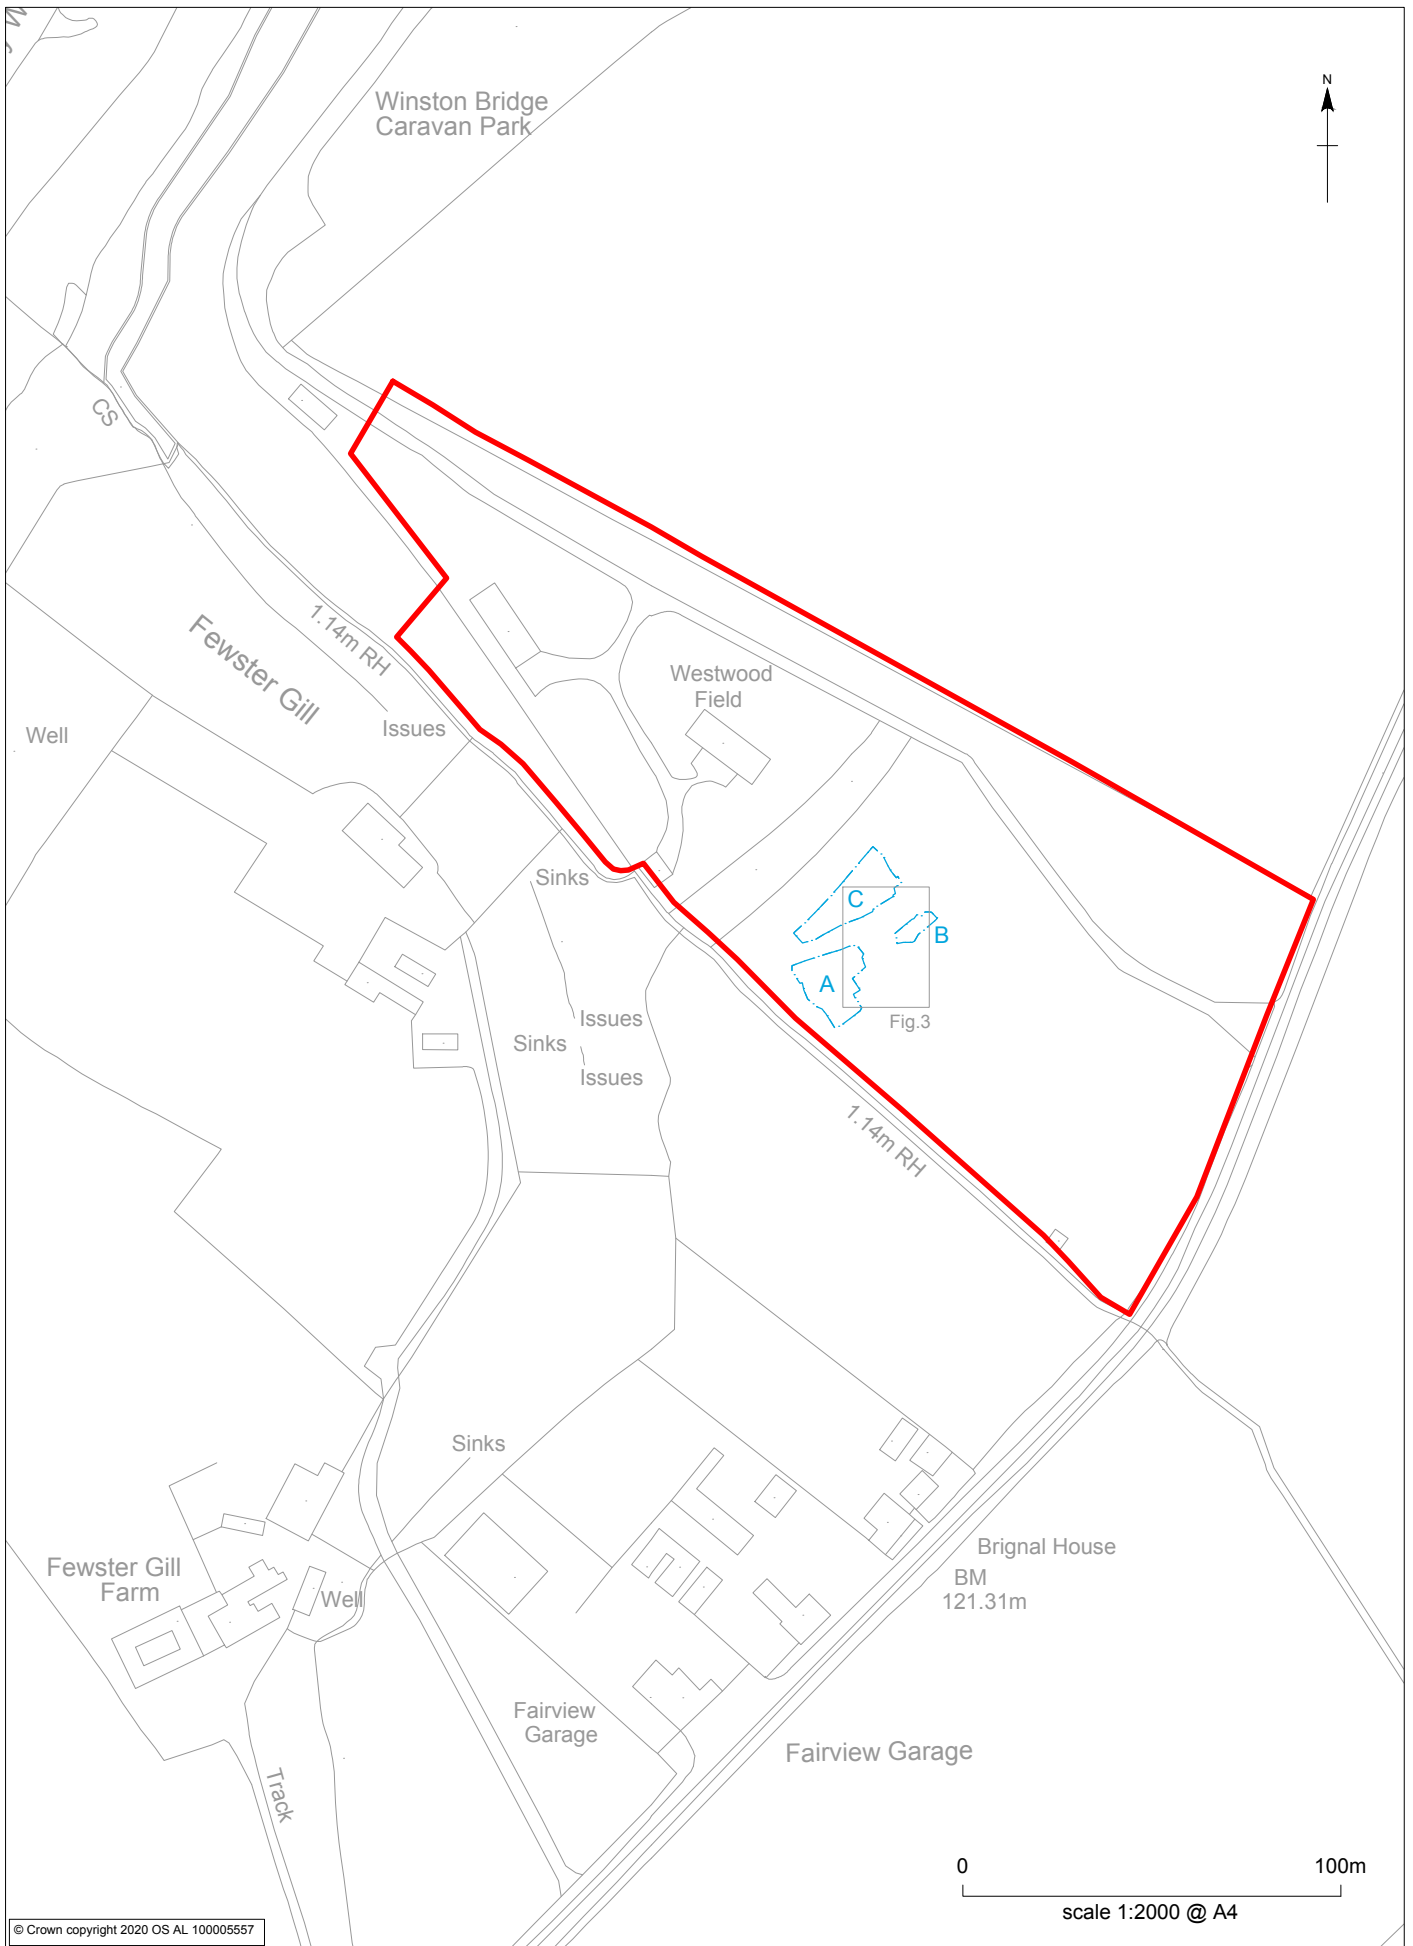 Winston Bridge
Caravan Park
N
CS
1.14m RH
Fewster Gill
Westwood
Field
Issues
Well
Sinks
C
B
A
Fig.3
Issues
Sinks
Issues
1.14m RH
Sinks
Brignal House
BM
121.31m
Fewster Gill
Farm
Well
Fairview
Garage
Fairview Garage
Track
0 100m
scale 1:2000 @ A4
© Crown copyright 2020 OS AL 100005557